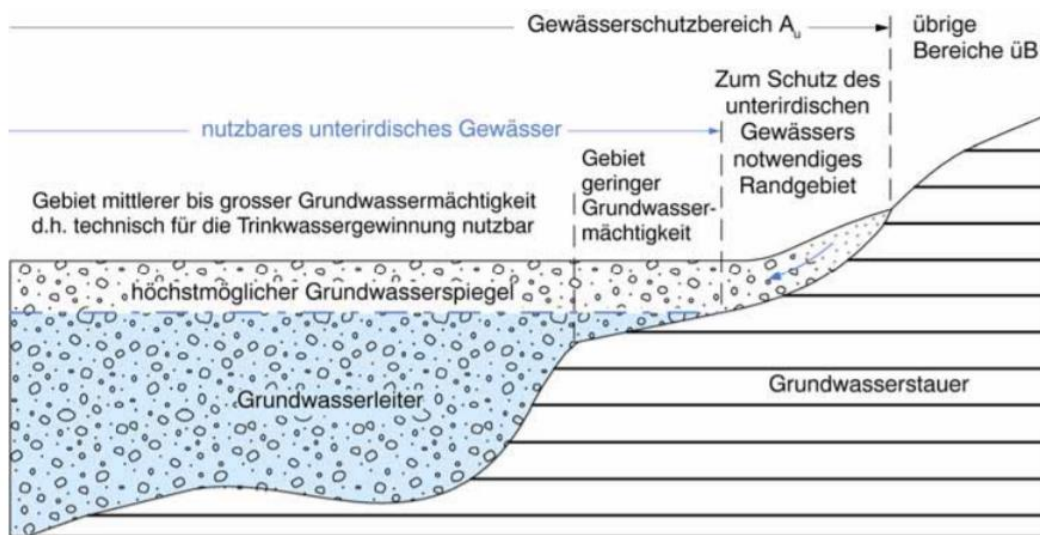 Gewässerschutzbereich Au
übrige
Bereiche üB
Zum Schutz des
unterirdischen
Gewässers
notwendiges
Randgebiet
nutzbares unterirdisches Gewässer
Gebiet
geringer
Grundwasser-
mächtigkeit
Gebiet mittlerer bis grosser Grundwassermächtigkeit
d.h. technisch für die Trinkwassergewinnung nutzbar
höchstmöglicher Grundwasserspiegel
Grundwasserleiter
Grundwasserstauer